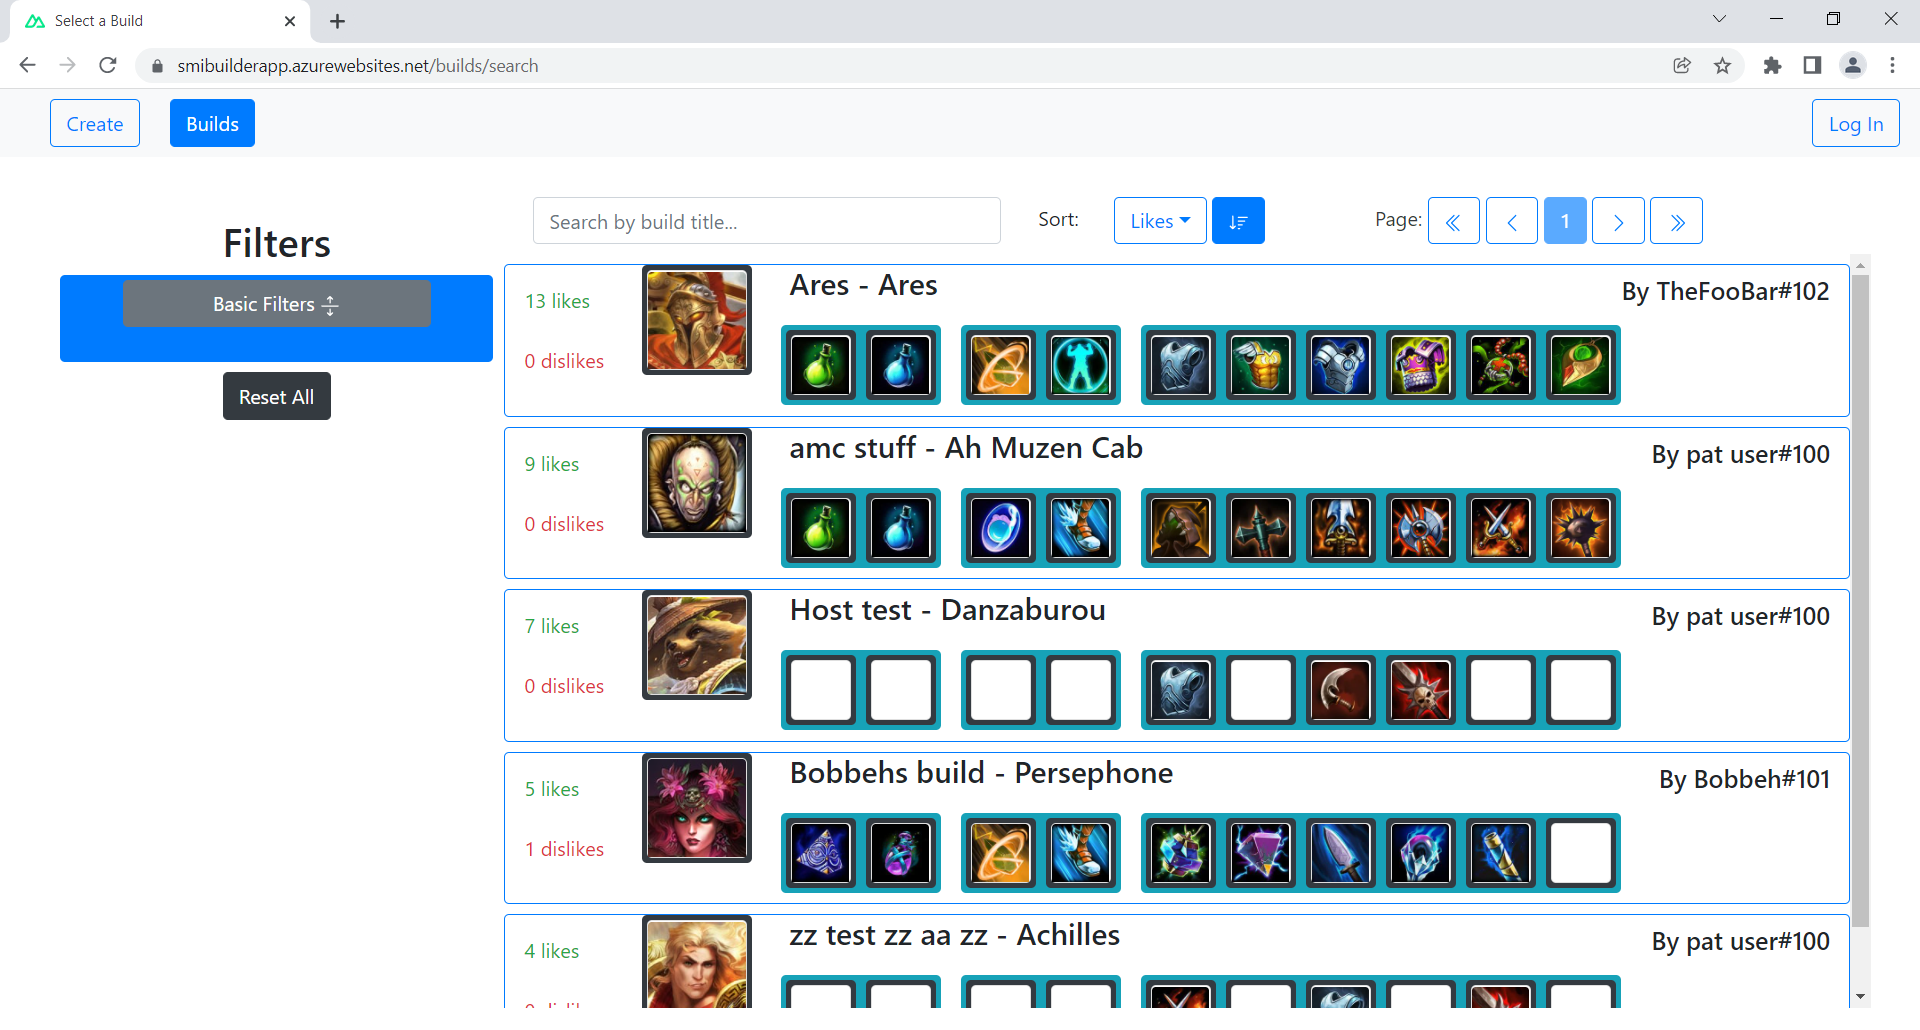 Select a Build
smibuilderapp.azurewebsites.net/builds/search
Create
Builds
Log In
Filters
Basic Filters
Reset All
Search by build title...
Sort:
Likes
Page:
1
13 likes
0 dislikes
Ares - Ares
By TheFooBar#102
9 likes
0 dislikes
amc stuff - Ah Muzen Cab
By pat user#100
7 likes
0 dislikes
Host test - Danzaburou
By pat user#100
5 likes
1 dislikes
Bobbehs build - Persephone
By Bobbeh#101
4 likes
zz test zz aa zz - Achilles
By pat user#100